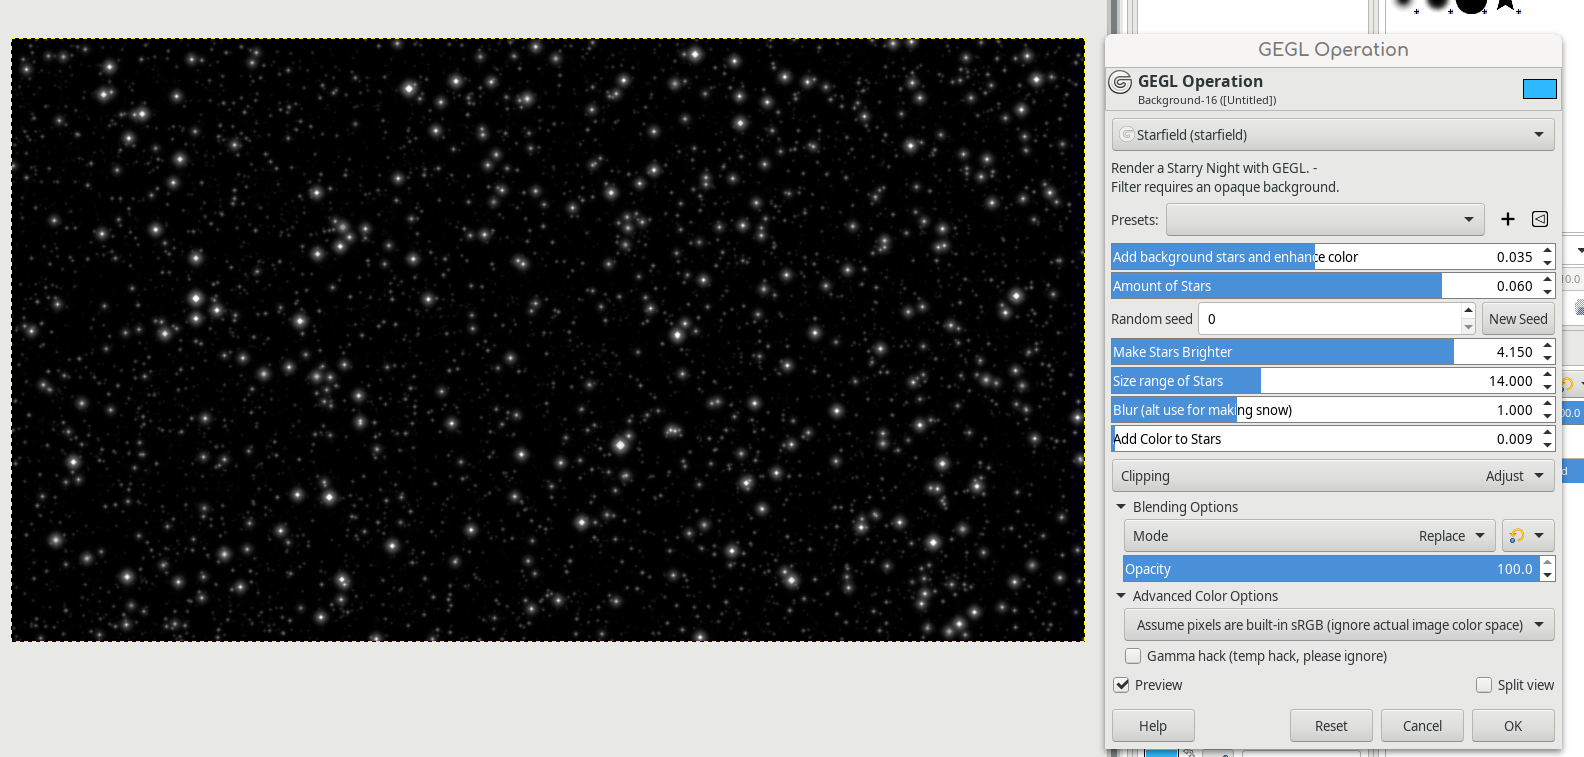 GEGL Operation
GEGL Operation
Background-16 ([Untitled])
Starfield (starfield)
Render a Starry Night with GEGL. -
Filter requires an opaque background.
Presets:
Add background stars and enhance color 0.035
Amount of Stars 0.060
Random seed 0 New Seed
Make Stars Brighter 4.150
Size range of Stars 14.000
Blur (alt use for making snow) 1.000
Add Color to Stars 0.009
Clipping Adjust
Blending Options
Mode Replace
Opacity 100.0
Advanced Color Options
Assume pixels are built-in sRGB (ignore actual image color space)
Gamma hack (temp hack, please ignore)
Preview Split view
Help Reset Cancel OK